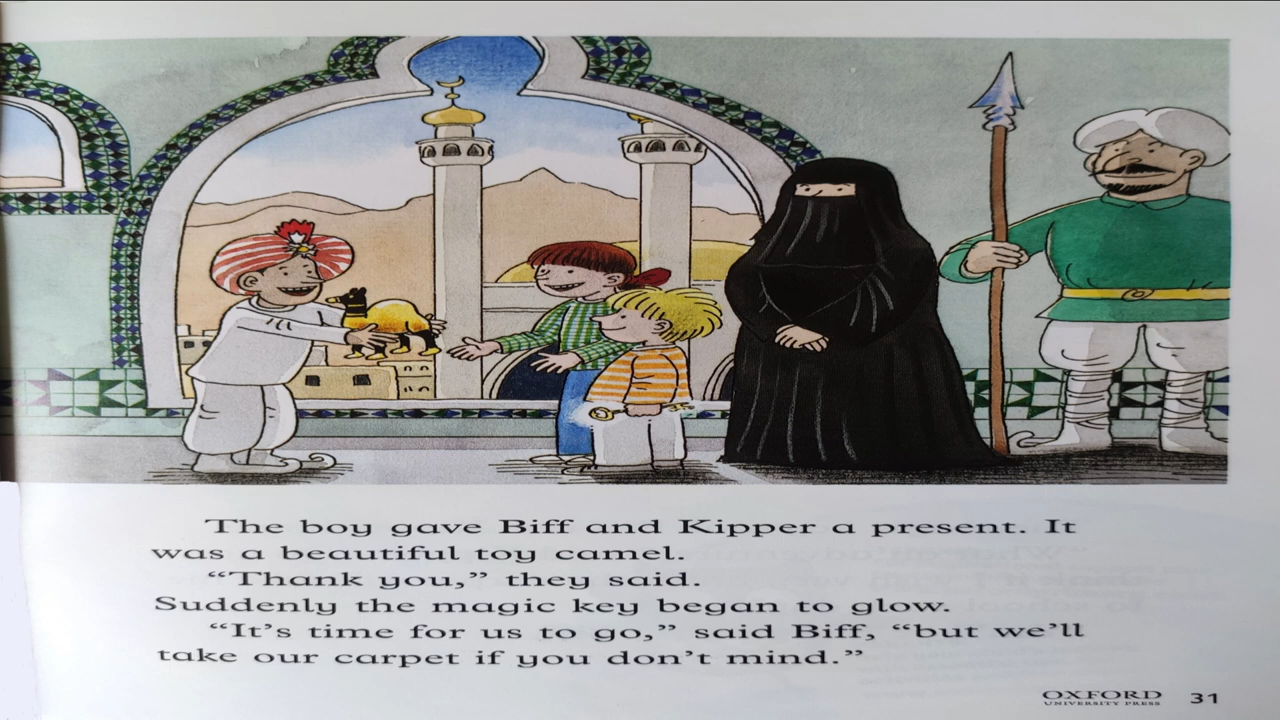 The boy gave Biff and Kipper a present. It
was a beautiful toy camel.
“Thank you,” they said.
Suddenly the magic key began to glow.
“It’s time for us to go,” said Biff, “but we’ll
take our carpet if you don’t mind.”
OXFORD
UNIVERSITY PRESS
31